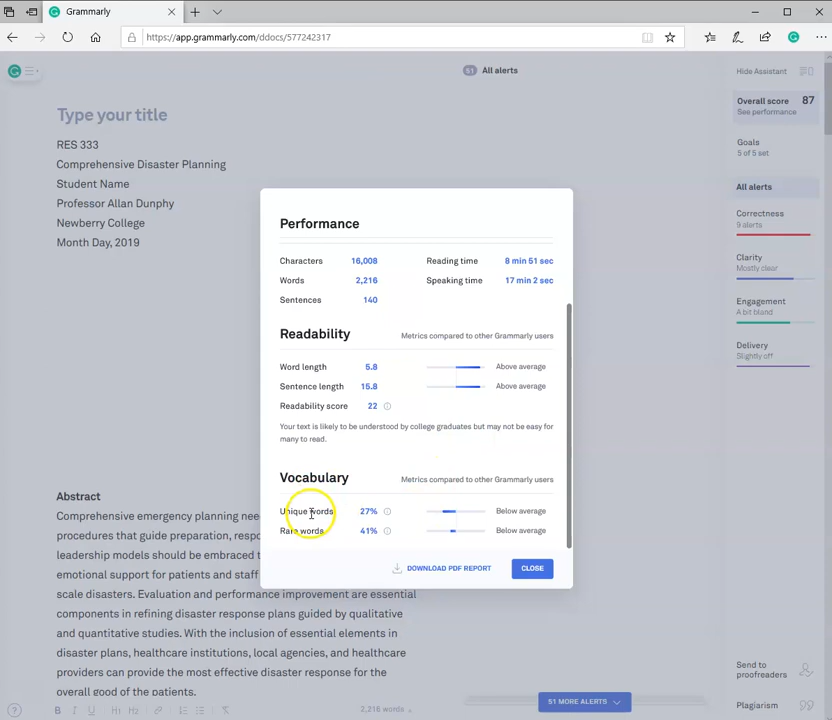 Grammarly
https://app.grammarly.com/ddocs/577242317
51 All alerts
Hide Assistant
Overall score 87
See performance
Goals
5 of 5 set
All alerts
Correctness
9 alerts
Clarity
Mostly clear
Engagement
A bit bland
Delivery
Slightly off
Type your title
RES 333
Comprehensive Disaster Planning
Student Name
Professor Allan Dunphy
Newberry College
Month Day, 2019
Performance
Characters 16,008 Reading time 8 min 51 sec
Words 2,216 Speaking time 17 min 2 sec
Sentences 140
Readability Metrics compared to other Grammarly users
Word length 5.8 Above average
Sentence length 15.8 Above average
Readability score 22
Your text is likely to be understood by college graduates but may not be easy for
many to read.
Vocabulary Metrics compared to other Grammarly users
Unique words 27% Below average
Rare words 41% Below average
DOWNLOAD PDF REPORT CLOSE
Abstract
Comprehensive emergency planning
procedures that guide preparation,
leadership models should be embraced
emotional support for patients and staff
scale disasters. Evaluation and performance improvement are essential
components in refining disaster response plans guided by qualitative
and quantitative studies. With the inclusion of essential elements in
disaster plans, healthcare institutions, local agencies, and healthcare
providers can provide the most effective disaster response for the
overall good of the patients.
B I U H1 H2
2,216 words
51 MORE ALERTS
Send to
proofreaders
Plagiarism